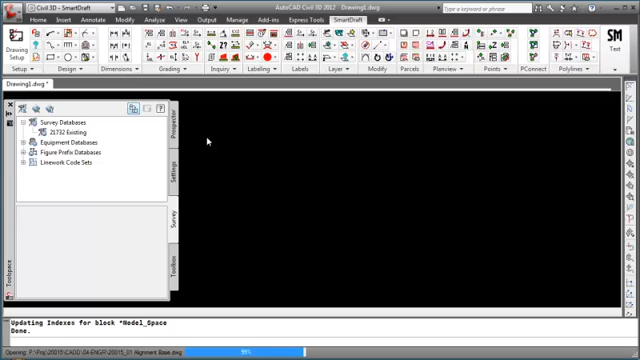 Civil 3D SmartDraft AutoCAD Civil 3D 2012 Drawing1.dwg Type a keyword or phrase Sign In
Home Insert Annotate Modify Analyze View Output Manage Add-ins Express Tools SmartDraft
Drawing Setup
SM
Text
Setup Drawing Dimensions Grading Inquiry Labeling Layer Modify Parcels Planview Points PConnect Polylines
Drawing1.dwg *
Survey Databases
21732 Existing
Equipment Databases
Figure Prefix Databases
Linework Code Sets
Prospector
Settings
Survey
Toolbox
Toolspace
Updating Indexes for block *Model_Space
Done.
Opening: P:\Proj\20015\CADD\04-ENGR\20015_01 Alignment Base.dwg